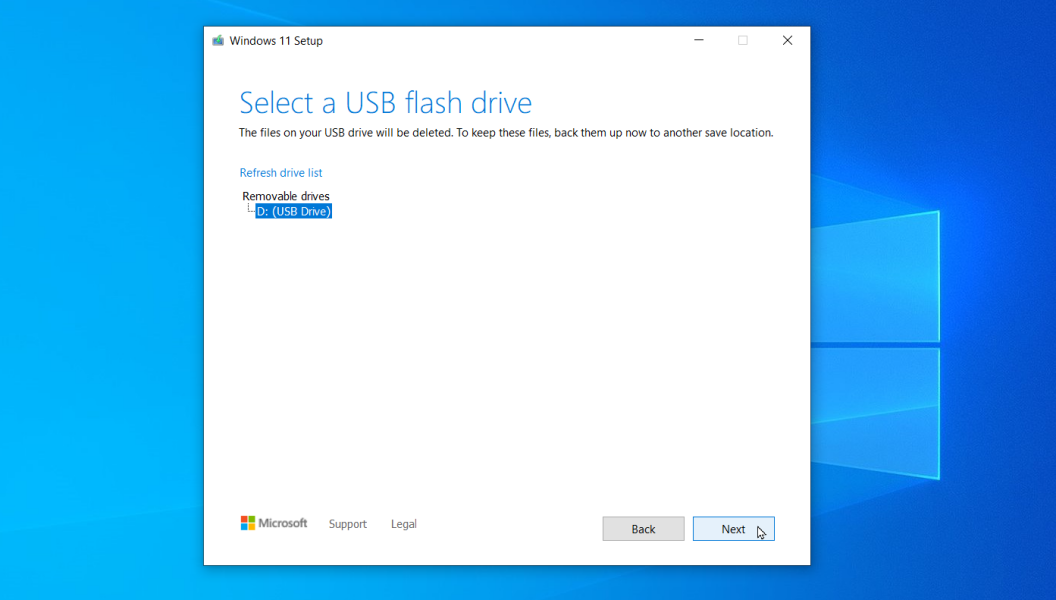 Windows 11 Setup
Select a USB flash drive
The files on your USB drive will be deleted. To keep these files, back them up now to another save location.
Refresh drive list
Removable drives
D: (USB Drive)
Microsoft Support Legal
Back Next